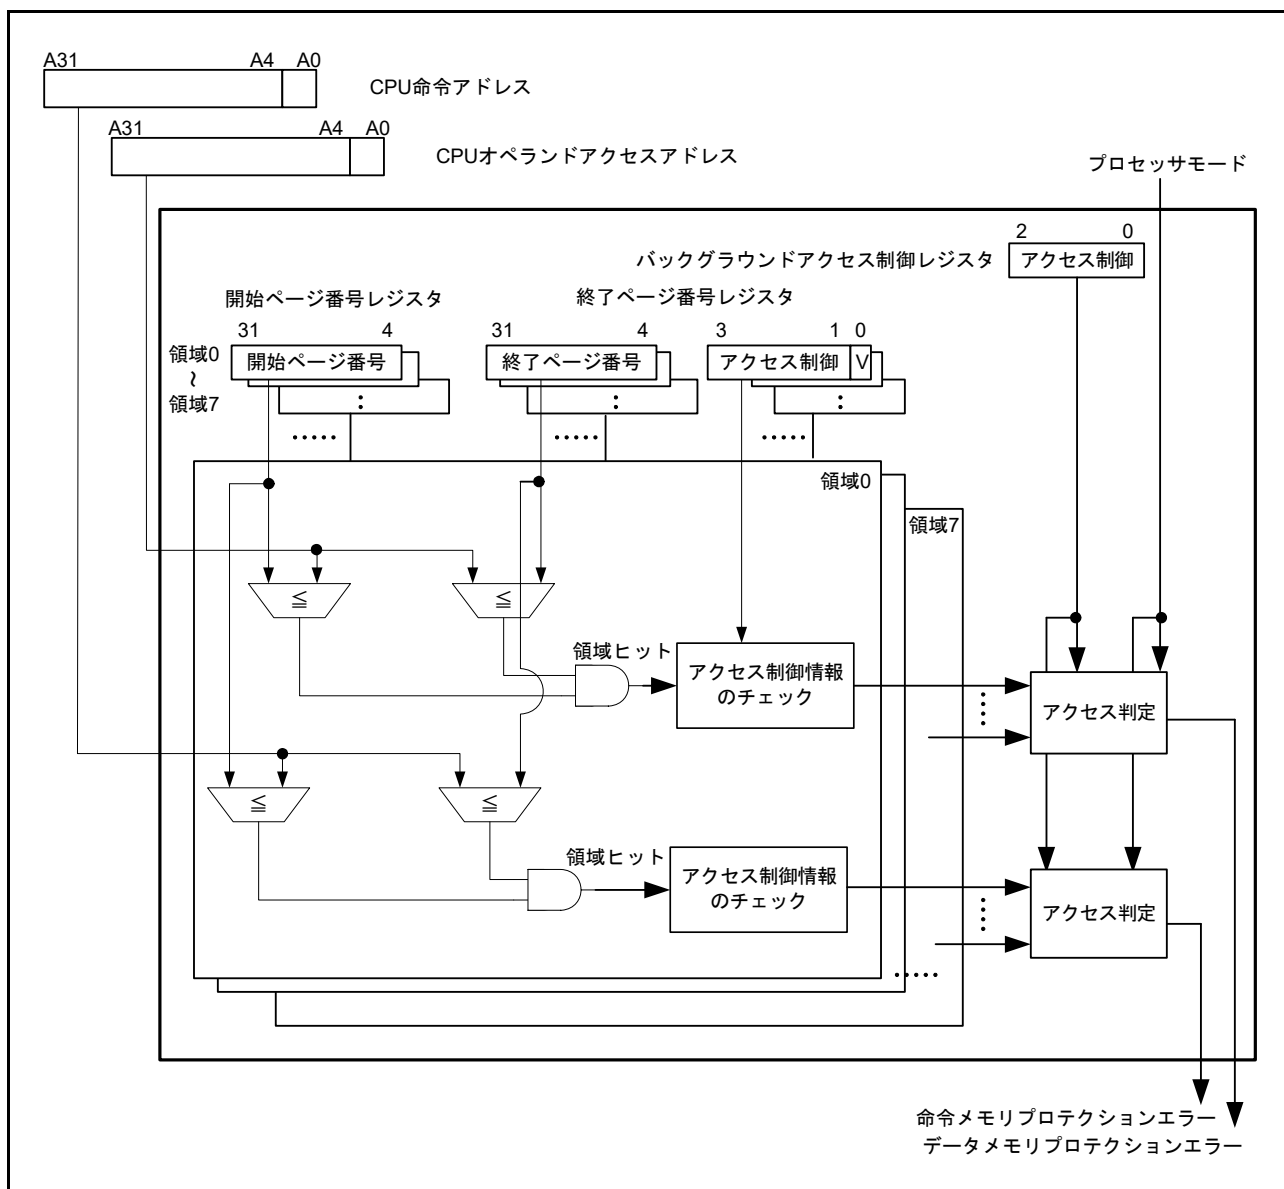 A31 A4 A0
CPU命令アドレス
A31 A4 A0
CPUオペランドアクセスアドレス
プロセッサモード
2 0
バックグラウンドアクセス制御レジスタ
アクセス制御
開始ページ番号レジスタ
終了ページ番号レジスタ
31 4
31 4
3 1 0
領域0
～
領域7
開始ページ番号
終了ページ番号
アクセス制御
V
:
:
:
.....
.....
.....
領域0
領域7
≦
≦
領域ヒット
アクセス制御情報
のチェック
アクセス判定
≦
≦
領域ヒット
アクセス制御情報
のチェック
アクセス判定
.....
命令メモリプロテクションエラー
データメモリプロテクションエラー